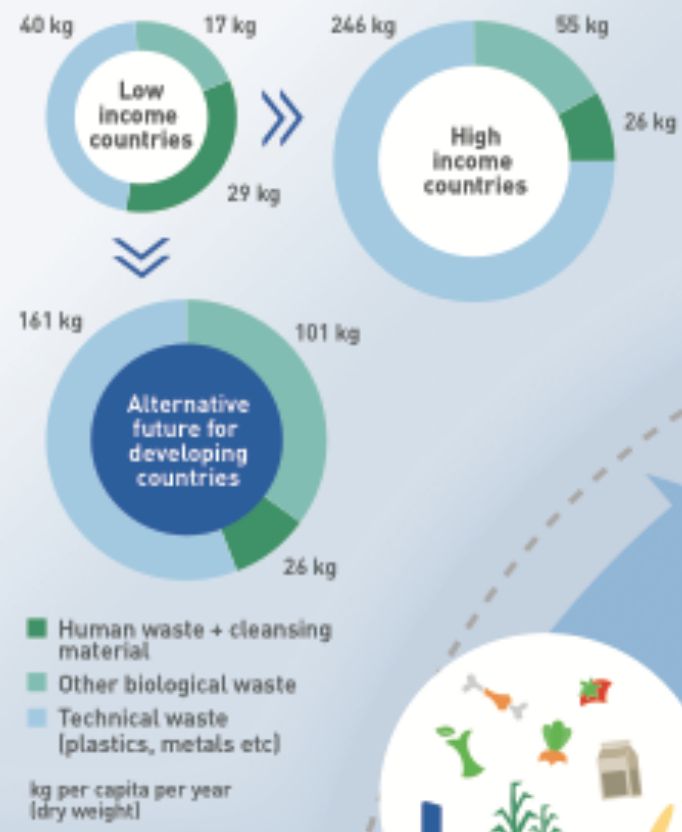 40 kg
17 kg
Low
income
countries
29 kg
246 kg
55 kg
26 kg
High
income
countries
161 kg
101 kg
Alternative
future for
developing
countries
26 kg
Human waste + cleansing
material
Other biological waste
Technical waste
(plastics, metals etc)
kg per capita per year
(dry weight)